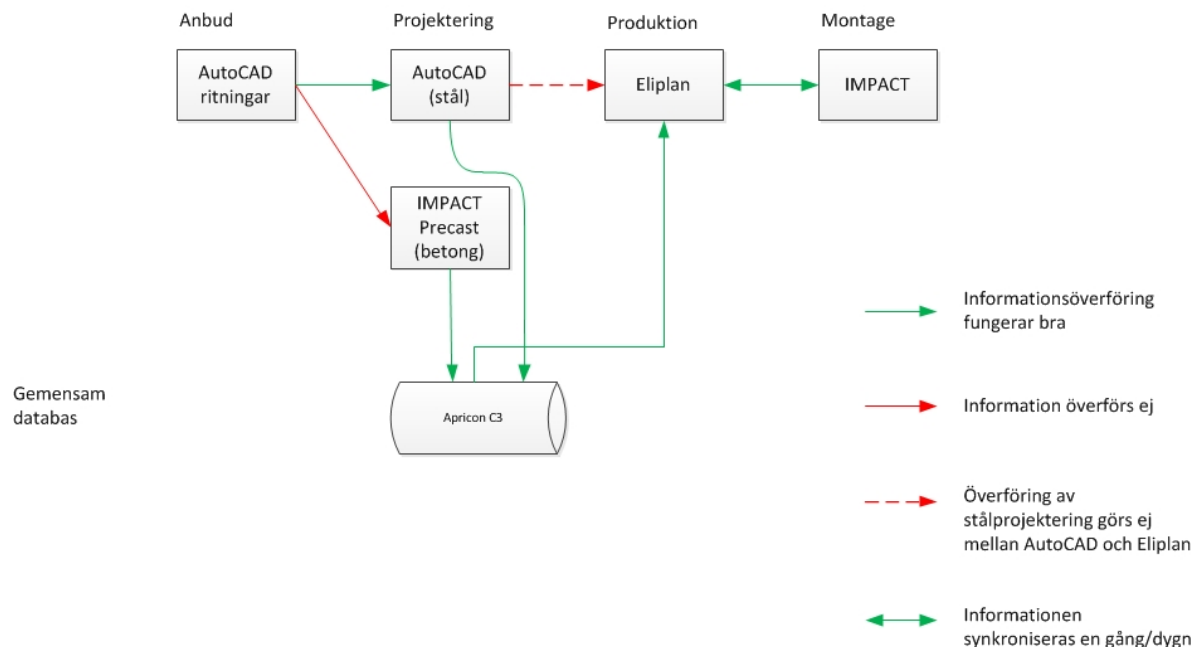 Anbud
Projektering
Produktion
Montage
AutoCAD
ritningar
AutoCAD
(stål)
Eliplan
IMPACT
IMPACT
Precast
(betong)
Gemensam
databas
Apricon C3
Informationsöverföring
fungerar bra
Information överförs ej
Överföring av
stålprojektering görs ej
mellan AutoCAD och Eliplan
Informationen
synkroniseras en gång/dygn